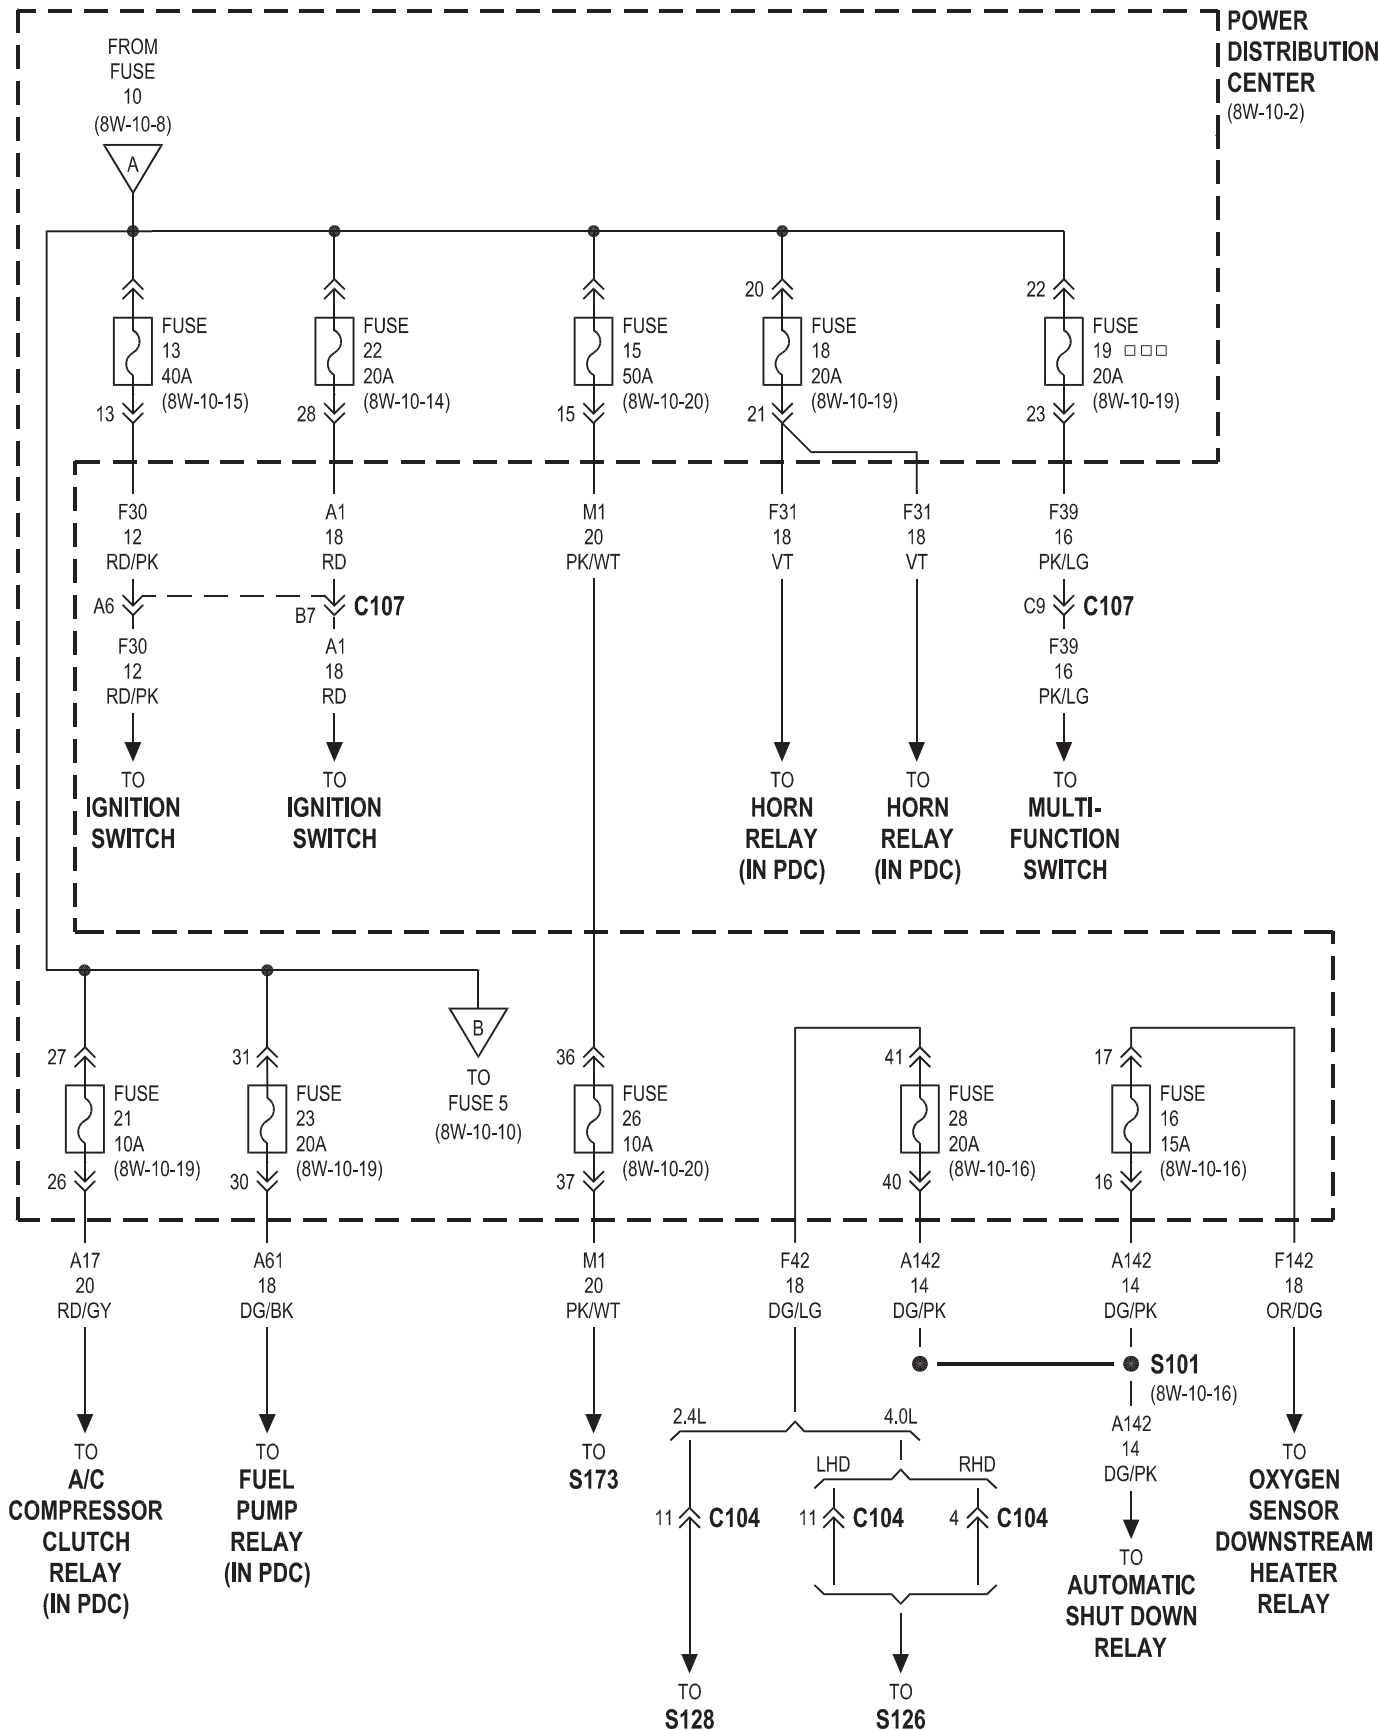 POWER
DISTRIBUTION
CENTER
(8W-10-2)
FROM
FUSE
10
(8W-10-8)
A
FUSE
13
40A
(8W-10-15)
13
FUSE
22
20A
(8W-10-14)
28
FUSE
15
50A
(8W-10-20)
15
20
FUSE
18
20A
(8W-10-19)
21
22
FUSE
19 □□□
20A
(8W-10-19)
23
F30
12
RD/PK
A6
F30
12
RD/PK
TO
IGNITION
SWITCH
A1
18
RD
B7
C107
A1
18
RD
TO
IGNITION
SWITCH
M1
20
PK/WT
F31
18
VT
TO
HORN
RELAY
(IN PDC)
F31
18
VT
TO
HORN
RELAY
(IN PDC)
F39
16
PK/LG
C9
C107
F39
16
PK/LG
TO
MULTI-
FUNCTION
SWITCH
27
FUSE
21
10A
(8W-10-19)
26
31
FUSE
23
20A
(8W-10-19)
30
B
TO
FUSE 5
(8W-10-10)
36
FUSE
26
10A
(8W-10-20)
37
41
FUSE
28
20A
(8W-10-16)
40
17
FUSE
16
15A
(8W-10-16)
16
A17
20
RD/GY
TO
A/C
COMPRESSOR
CLUTCH
RELAY
(IN PDC)
A61
18
DG/BK
TO
FUEL
PUMP
RELAY
(IN PDC)
M1
20
PK/WT
TO
S173
F42
18
DG/LG
A142
14
DG/PK
A142
14
DG/PK
S101
(8W-10-16)
A142
14
DG/PK
TO
AUTOMATIC
SHUT DOWN
RELAY
F142
18
OR/DG
TO
OXYGEN
SENSOR
DOWNSTREAM
HEATER
RELAY
2.4L
4.0L
LHD
RHD
11
C104
11
C104
4
C104
TO
S128
TO
S126